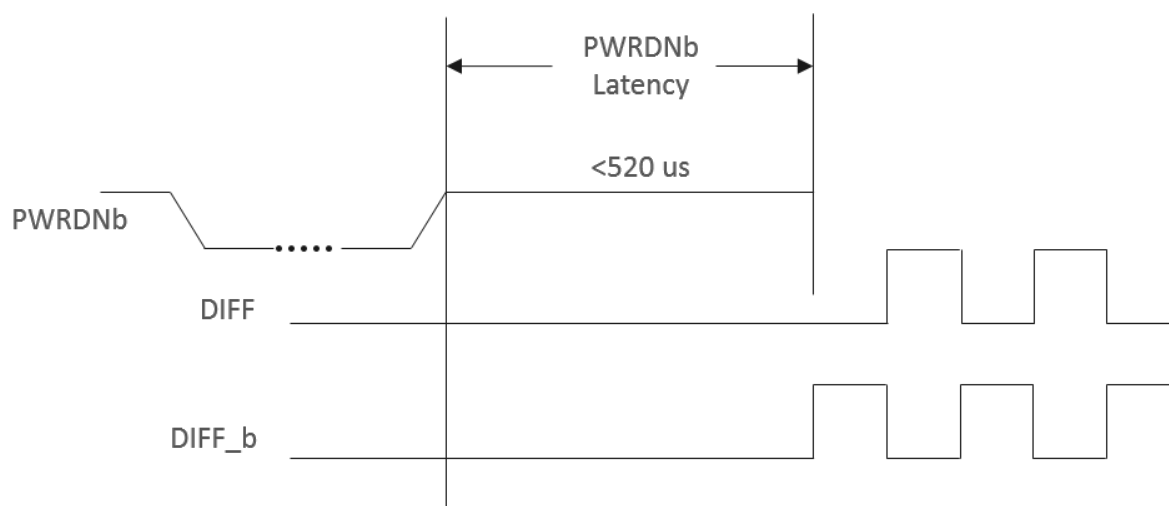 PWRDNb
Latency
<520 us
PWRDNb
DIFF
DIFF_b